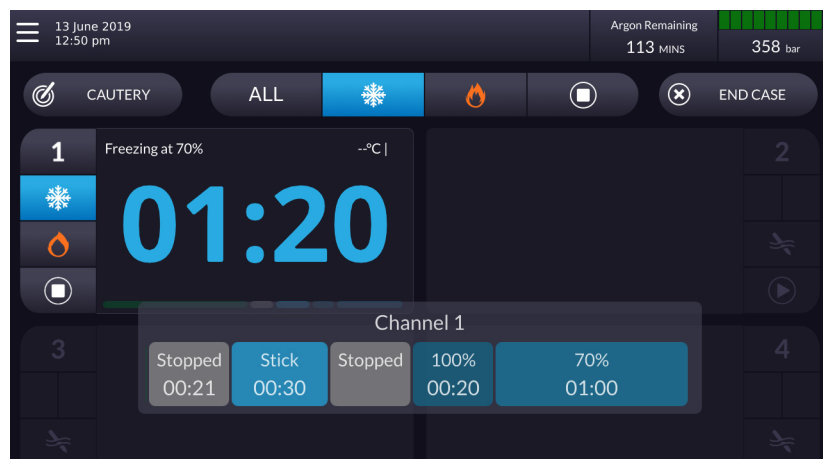 13 June 2019
12:50 pm
Argon Remaining
113 MINS
358 bar
CAUTERY
ALL
END CASE
1
Freezing at 70%
--°C |
2
01:20
Channel 1
3
Stopped
00:21
Stick
00:30
Stopped
100%
00:20
70%
01:00
4